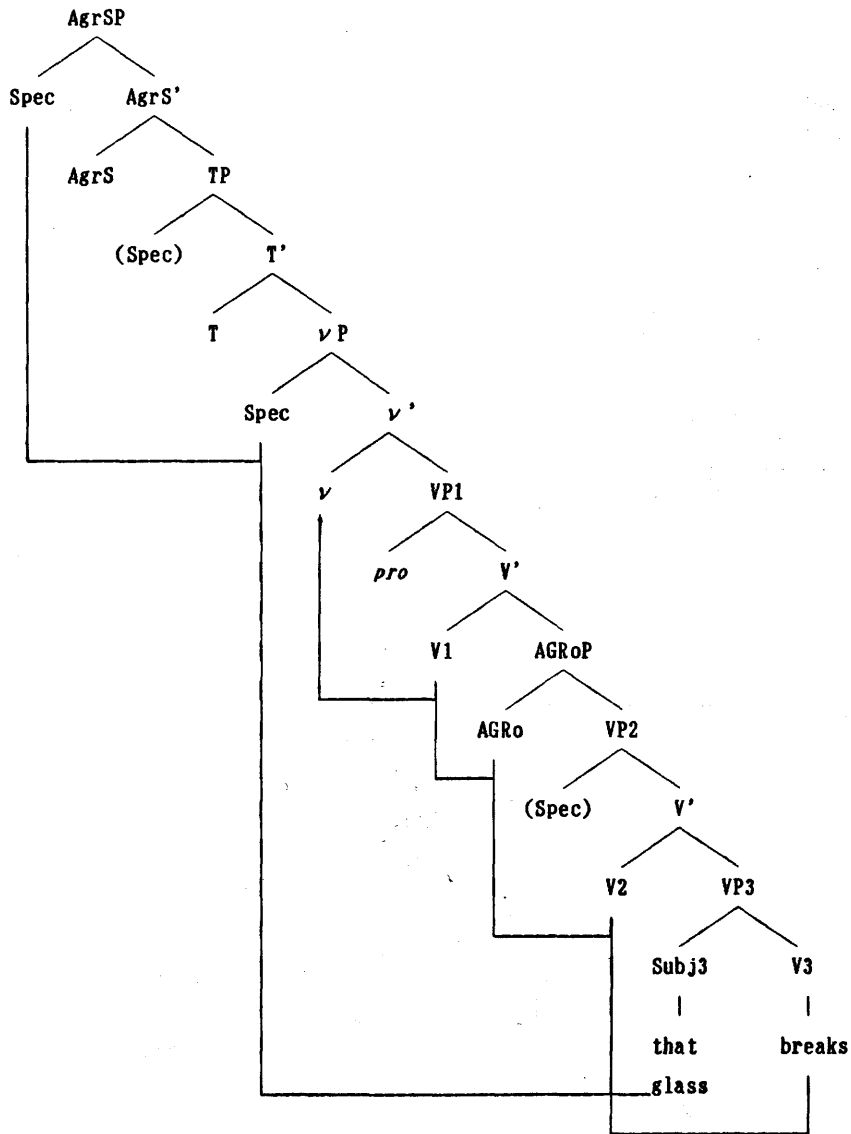 AgrSP
Spec AgrS'
AgrS TP
(Spec) T'
T νP
Spec ν'
ν VP1
pro V'
V1 AGRoP
AGRo VP2
(Spec) V'
V2 VP3
Subj3 V3
that breaks
glass